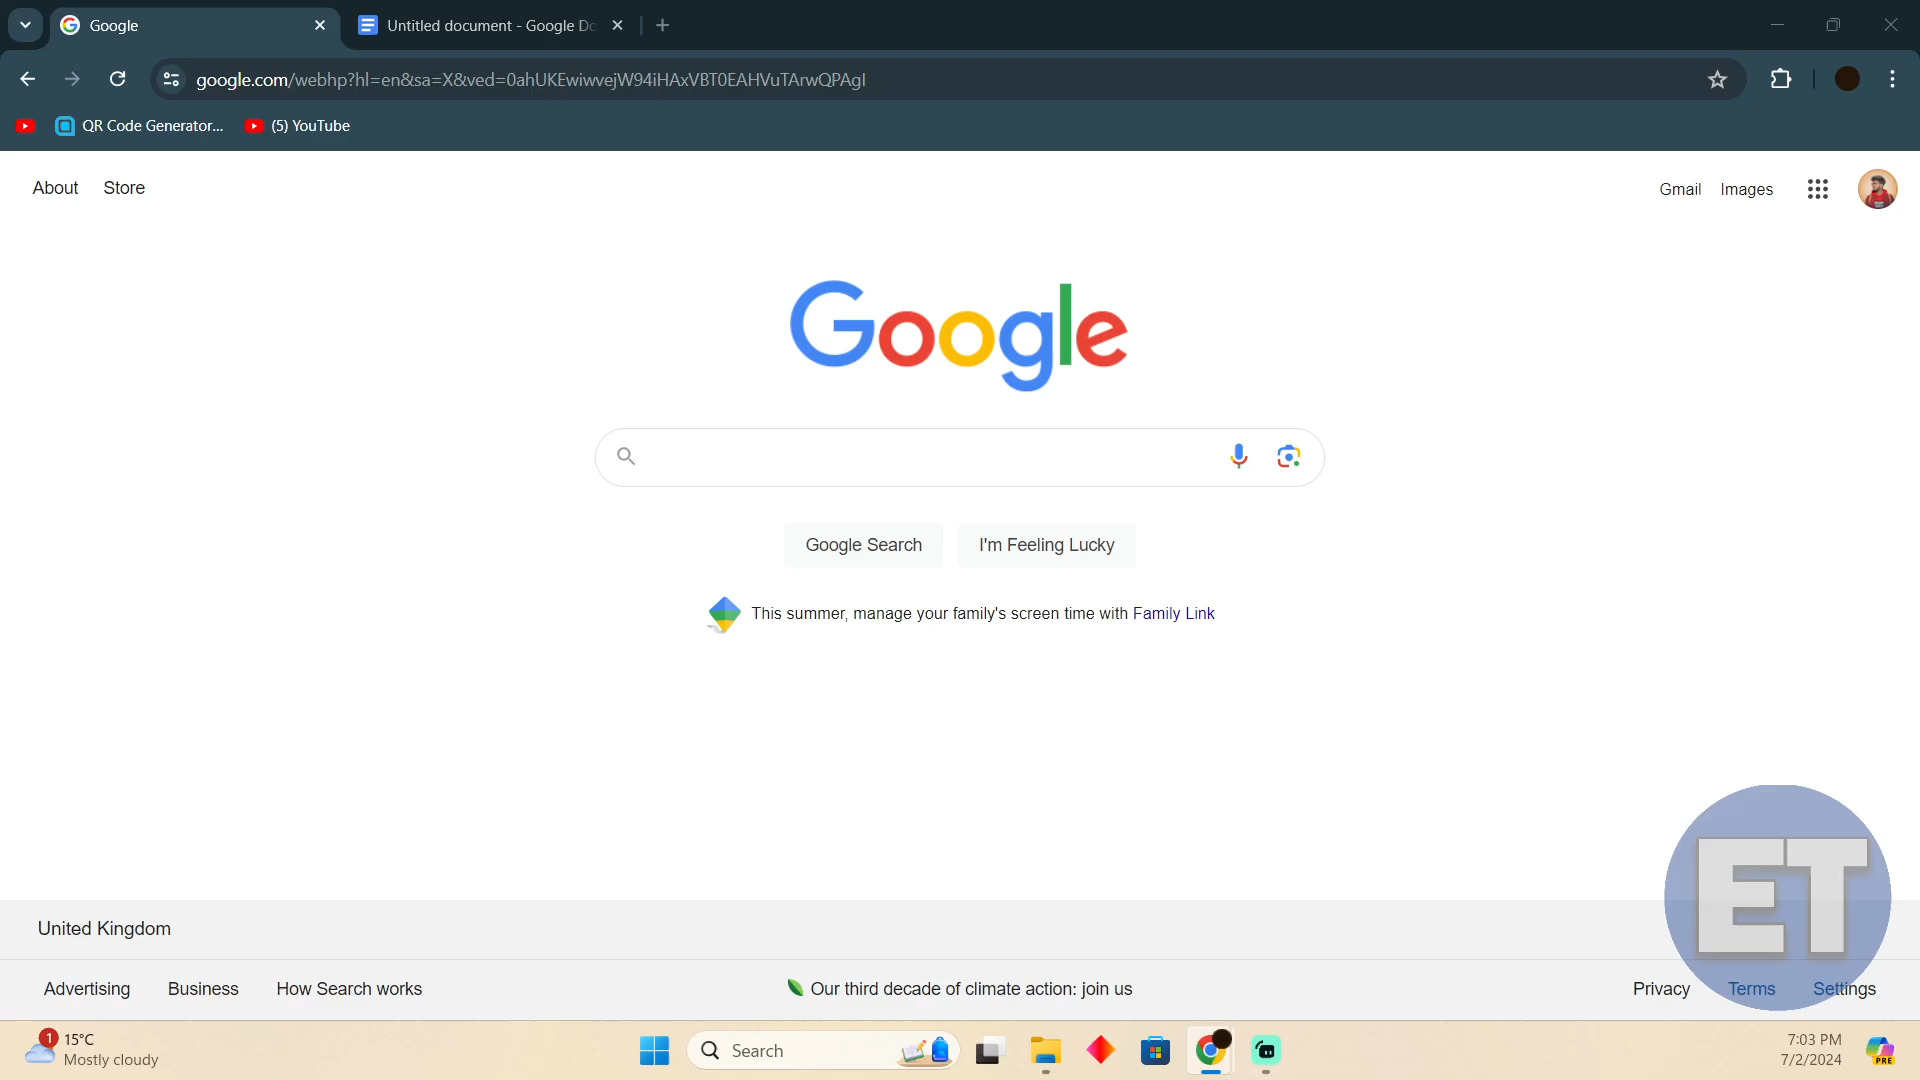 Google
Untitled document - Google Do
google.com/webhp?hl=en&sa=X&ved=0ahUKEwiwvejW94iHAxVBT0EAHVuTArwQPAgI
QR Code Generator...
(5) YouTube
About
Store
Gmail
Images
Google
Google Search
I'm Feeling Lucky
This summer, manage your family's screen time with Family Link
ET
United Kingdom
Advertising
Business
How Search works
Our third decade of climate action: join us
Privacy
Terms
Settings
1
15°C
Mostly cloudy
Search
7:03 PM
7/2/2024
PRE